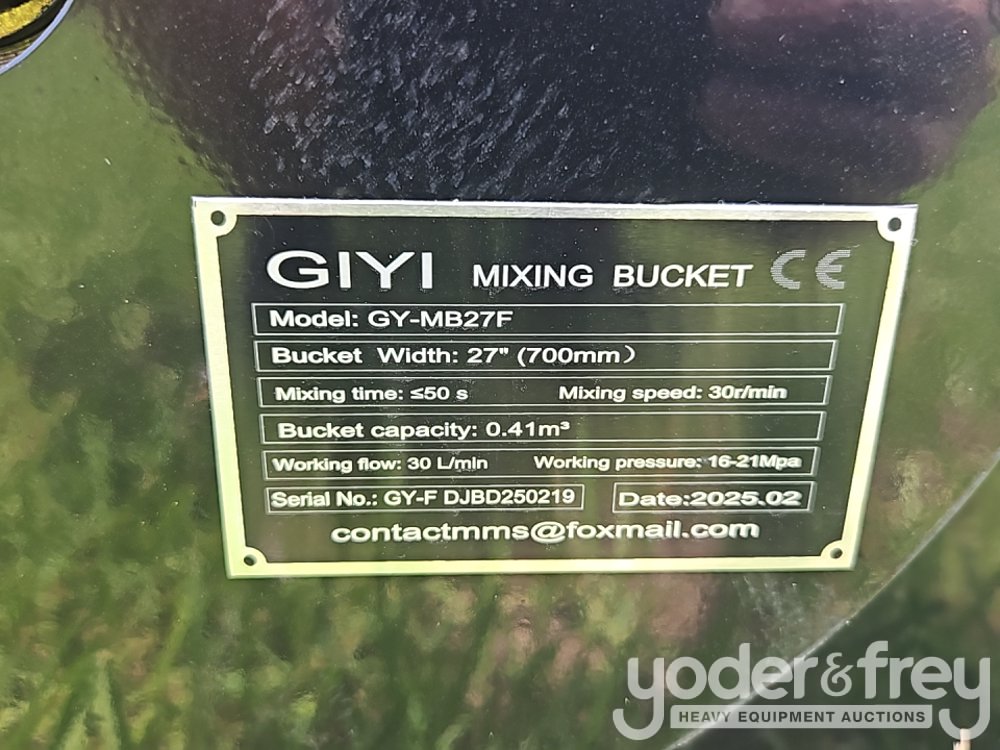 GIYI MIXING BUCKET CE
Model: GY-MB27F
Bucket Width: 27" (700mm）
Mixing time: ≤50 s Mixing speed: 30r/min
Bucket capacity: 0.41m³
Working flow: 30 L/min Working pressure: 16-21Mpa
Serial No.: GY-F DJBD250219 Date:2025.02
contactmms@foxmail.com
yoder&frey
HEAVY EQUIPMENT AUCTIONS